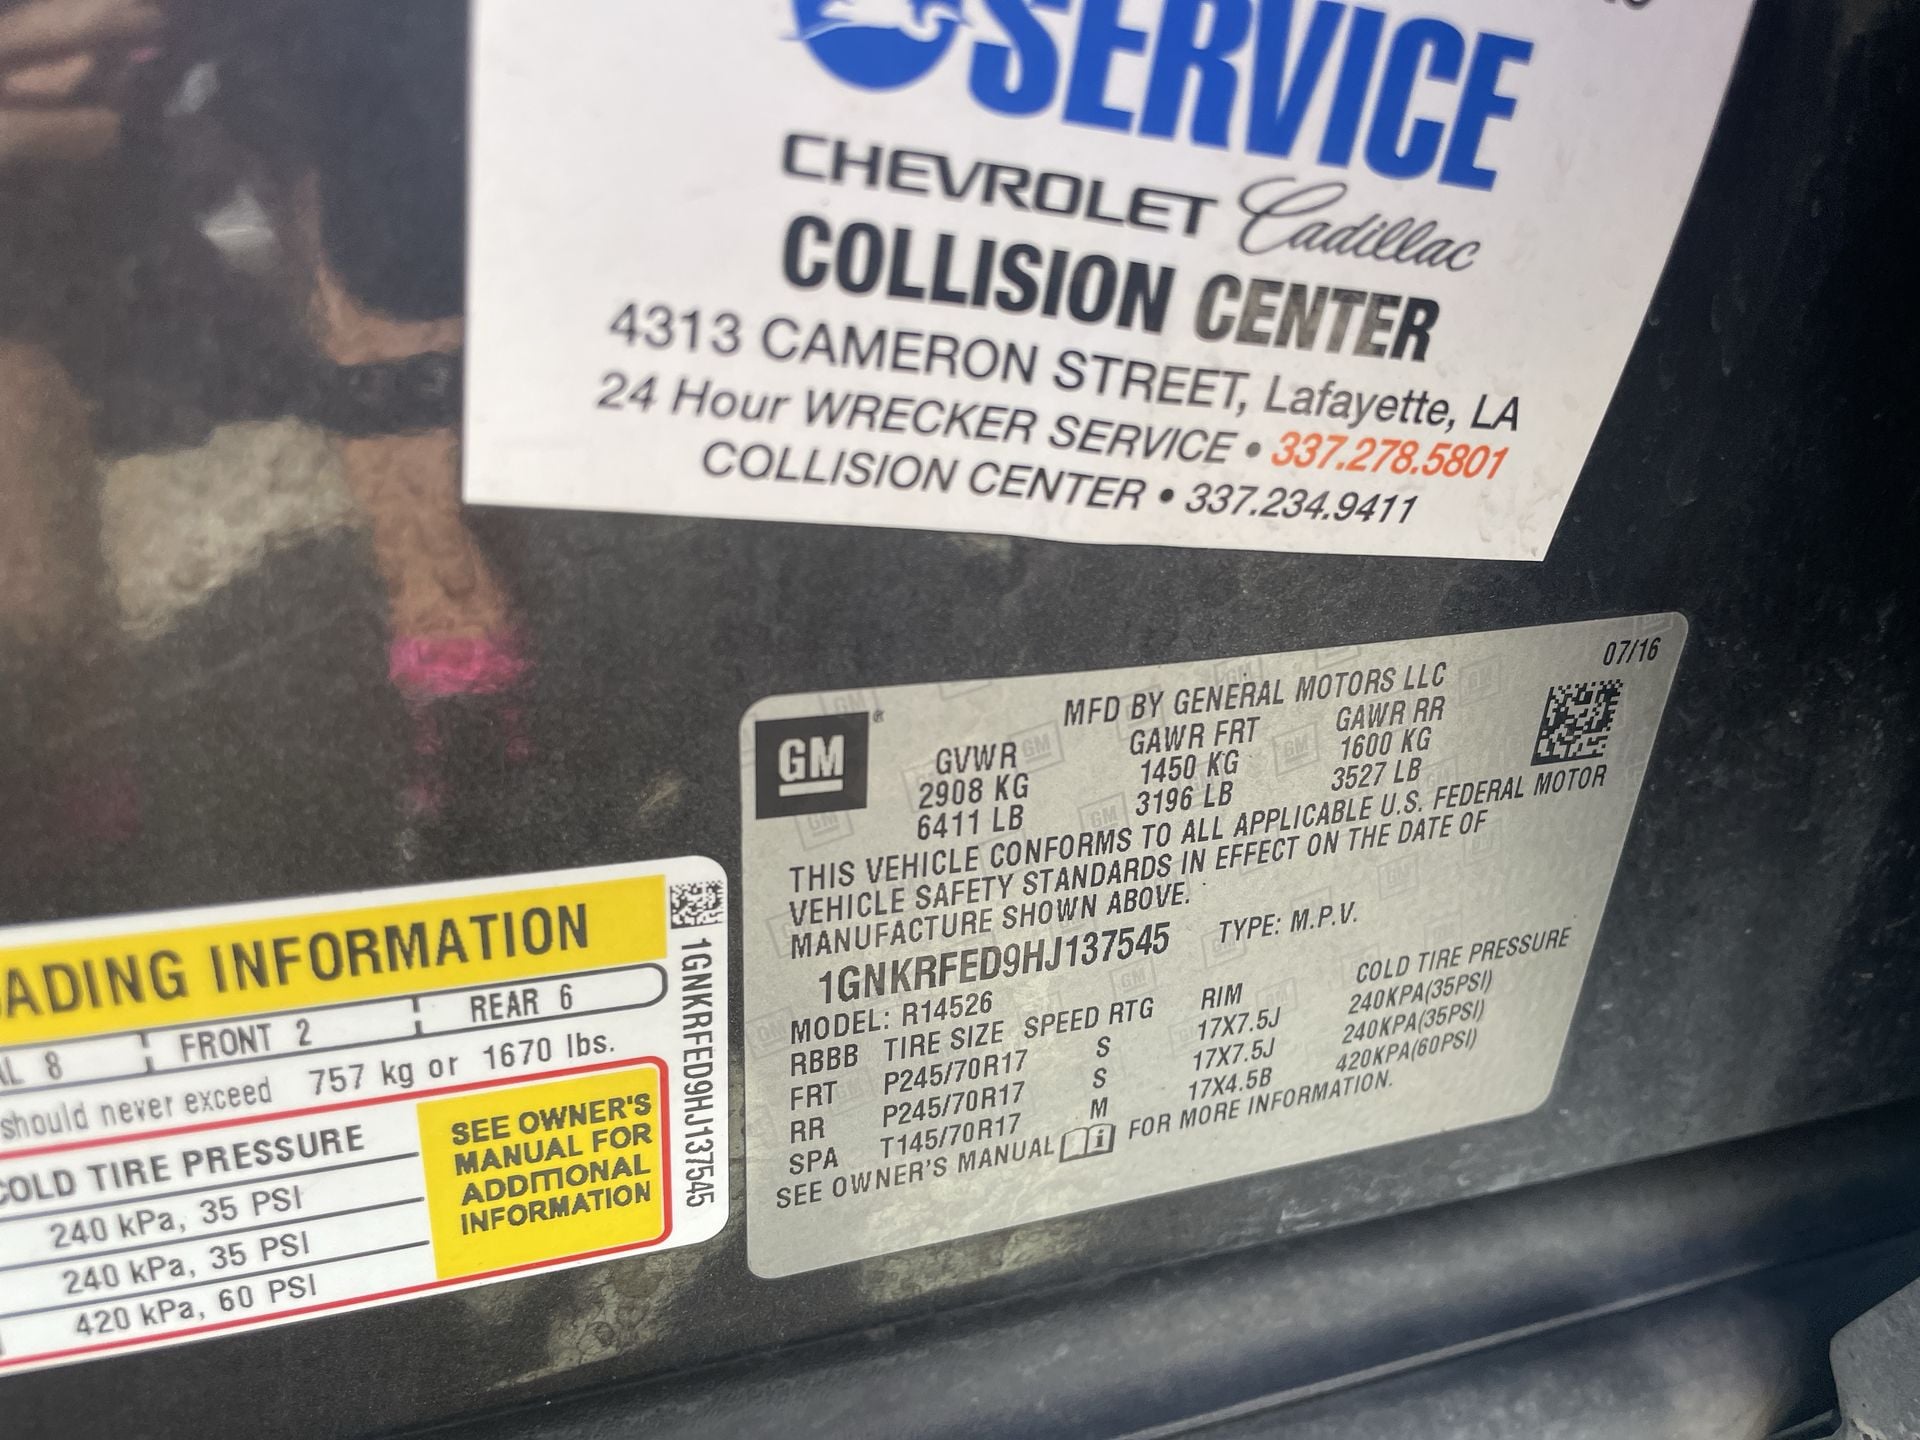 SERVICE
CHEVROLET Cadillac
COLLISION CENTER
4313 CAMERON STREET, Lafayette, LA
24 Hour WRECKER SERVICE • 337.278.5801
COLLISION CENTER • 337.234.9411
GM
07/16
MFD BY GENERAL MOTORS LLC
GVWR GAWR FRT GAWR RR
2908 KG 1450 KG 1600 KG
6411 LB 3196 LB 3527 LB
THIS VEHICLE CONFORMS TO ALL APPLICABLE U.S. FEDERAL MOTOR
VEHICLE SAFETY STANDARDS IN EFFECT ON THE DATE OF
MANUFACTURE SHOWN ABOVE.
1GNKRFED9HJ137545 TYPE: M.P.V.
MODEL: R14526
RBBB TIRE SIZE SPEED RTG RIM COLD TIRE PRESSURE
FRT P245/70R17 S 17X7.5J 240KPA(35PSI)
RR P245/70R17 S 17X7.5J 240KPA(35PSI)
SPA T145/70R17 M 17X4.5B 420KPA(60PSI)
SEE OWNER'S MANUAL FOR MORE INFORMATION.
ADING INFORMATION
AL 8 FRONT 2 REAR 6
should never exceed 757 kg or 1670 lbs.
COLD TIRE PRESSURE
240 kPa, 35 PSI
240 kPa, 35 PSI
420 kPa, 60 PSI
SEE OWNER'S
MANUAL FOR
ADDITIONAL
INFORMATION
1GNKRFED9HJ137545